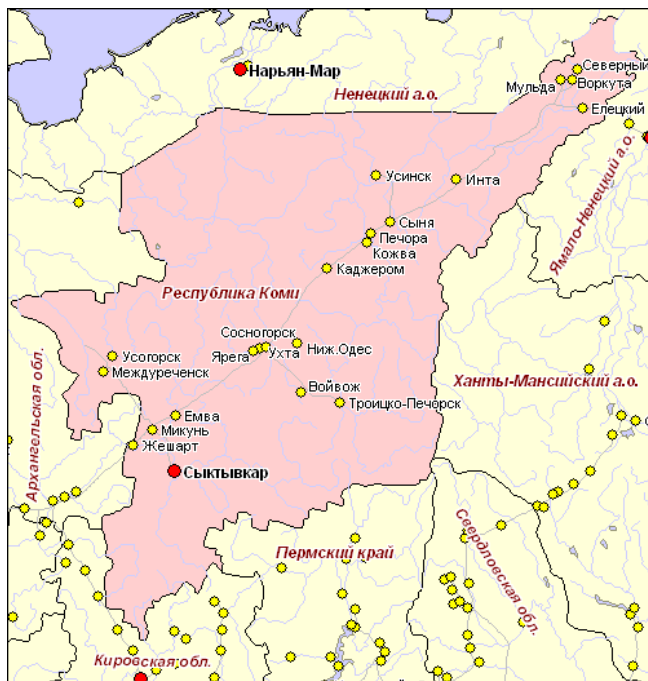 Нарьян-Мар
Северный
Мульда
Воркута
Ненецкий а.о.
Елецкий
Усинск
Инта
Ямало-Ненецкий а.о.
Сыня
Печора
Кожва
Каджером
Республика Коми
Сосногорск
Ярега
Ухта
Ниж.Одес
Усогорск
Междуреченск
Ханты-Мансийский а.о.
Войвож
Троицко-Печорск
Архангельская обл.
Емва
Микунь
Жешарт
Сыктывкар
Свердловская обл.
Пермский край
Кировская обл.